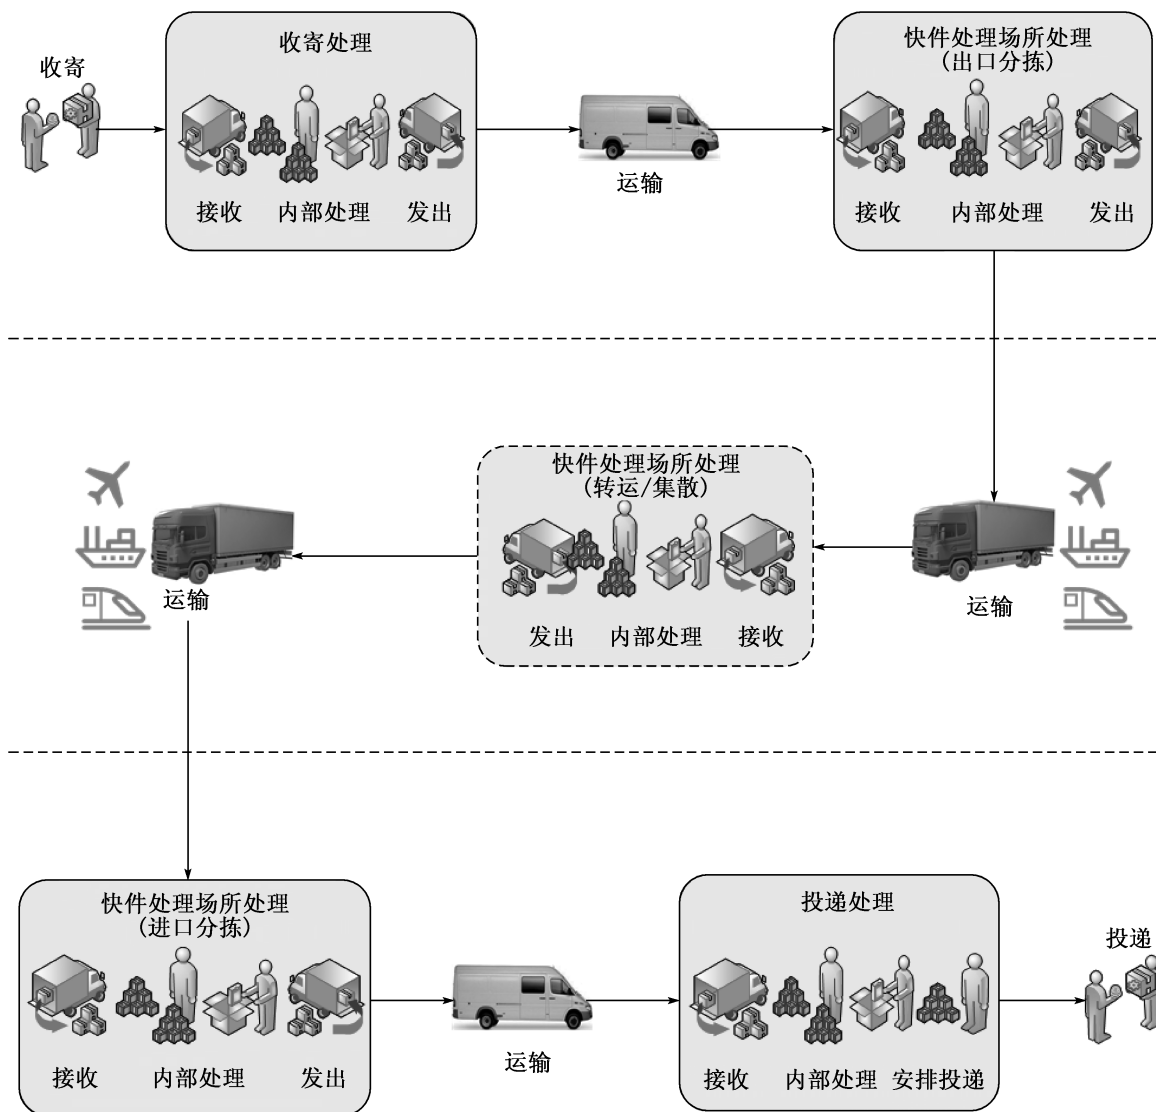 收寄
收寄处理
接收
内部处理
发出
运输
快件处理场所处理
(出口分拣)
接收
内部处理
发出
运输
快件处理场所处理
(转运/集散)
发出
内部处理
接收
运输
快件处理场所处理
(进口分拣)
接收
内部处理
发出
运输
投递处理
接收
内部处理
安排投递
投递